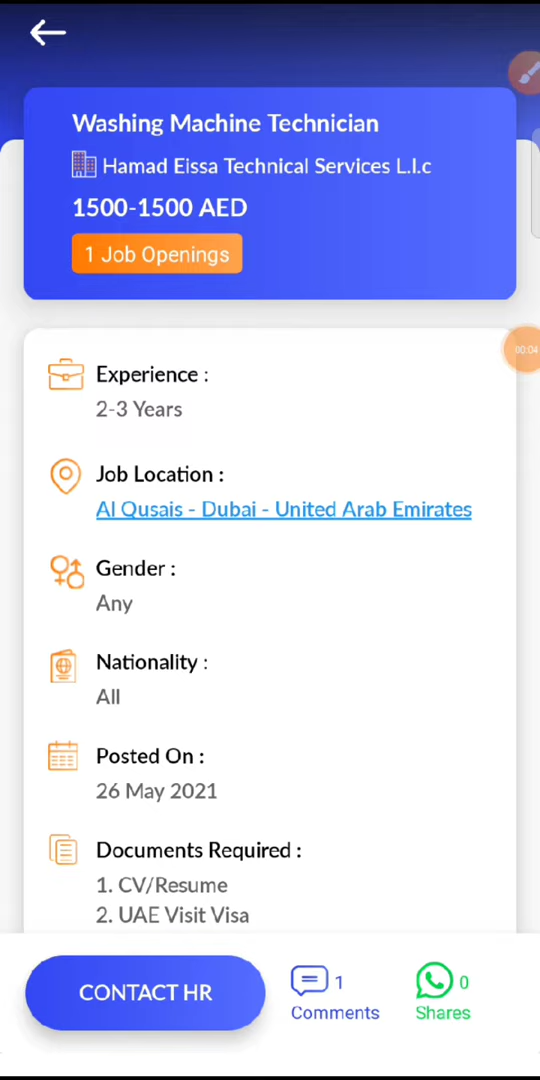 Washing Machine Technician
Hamad Eissa Technical Services L.l.c
1500-1500 AED
1 Job Openings
00:04
Experience :
2-3 Years
Job Location :
Al Qusais - Dubai - United Arab Emirates
Gender :
Any
Nationality :
All
Posted On :
26 May 2021
Documents Required :
1. CV/Resume
2. UAE Visit Visa
CONTACT HR
1
Comments
0
Shares